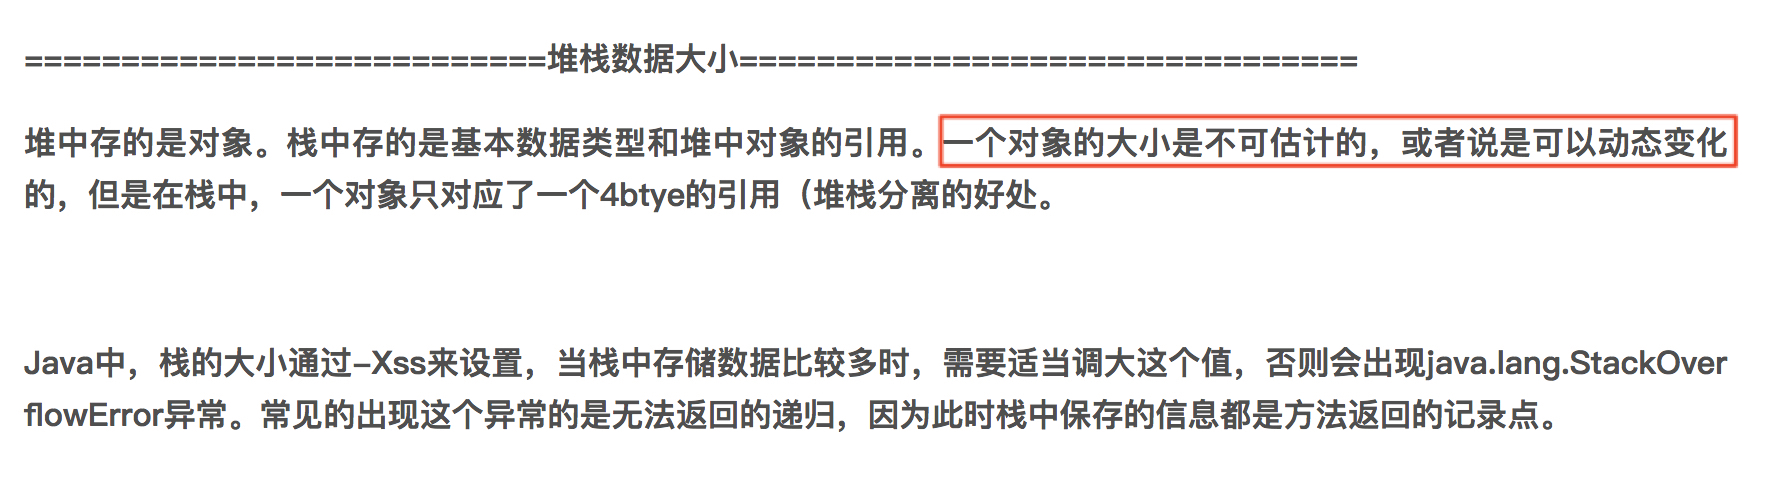 ===========================堆栈数据大小================================
堆中存的是对象。栈中存的是基本数据类型和堆中对象的引用。一个对象的大小是不可估计的，或者说是可以动态变化
的，但是在栈中，一个对象只对应了一个4btye的引用（堆栈分离的好处。
Java中，栈的大小通过-Xss来设置，当栈中存储数据比较多时，需要适当调大这个值，否则会出现java.lang.StackOver
flowError异常。常见的出现这个异常的是无法返回的递归，因为此时栈中保存的信息都是方法返回的记录点。